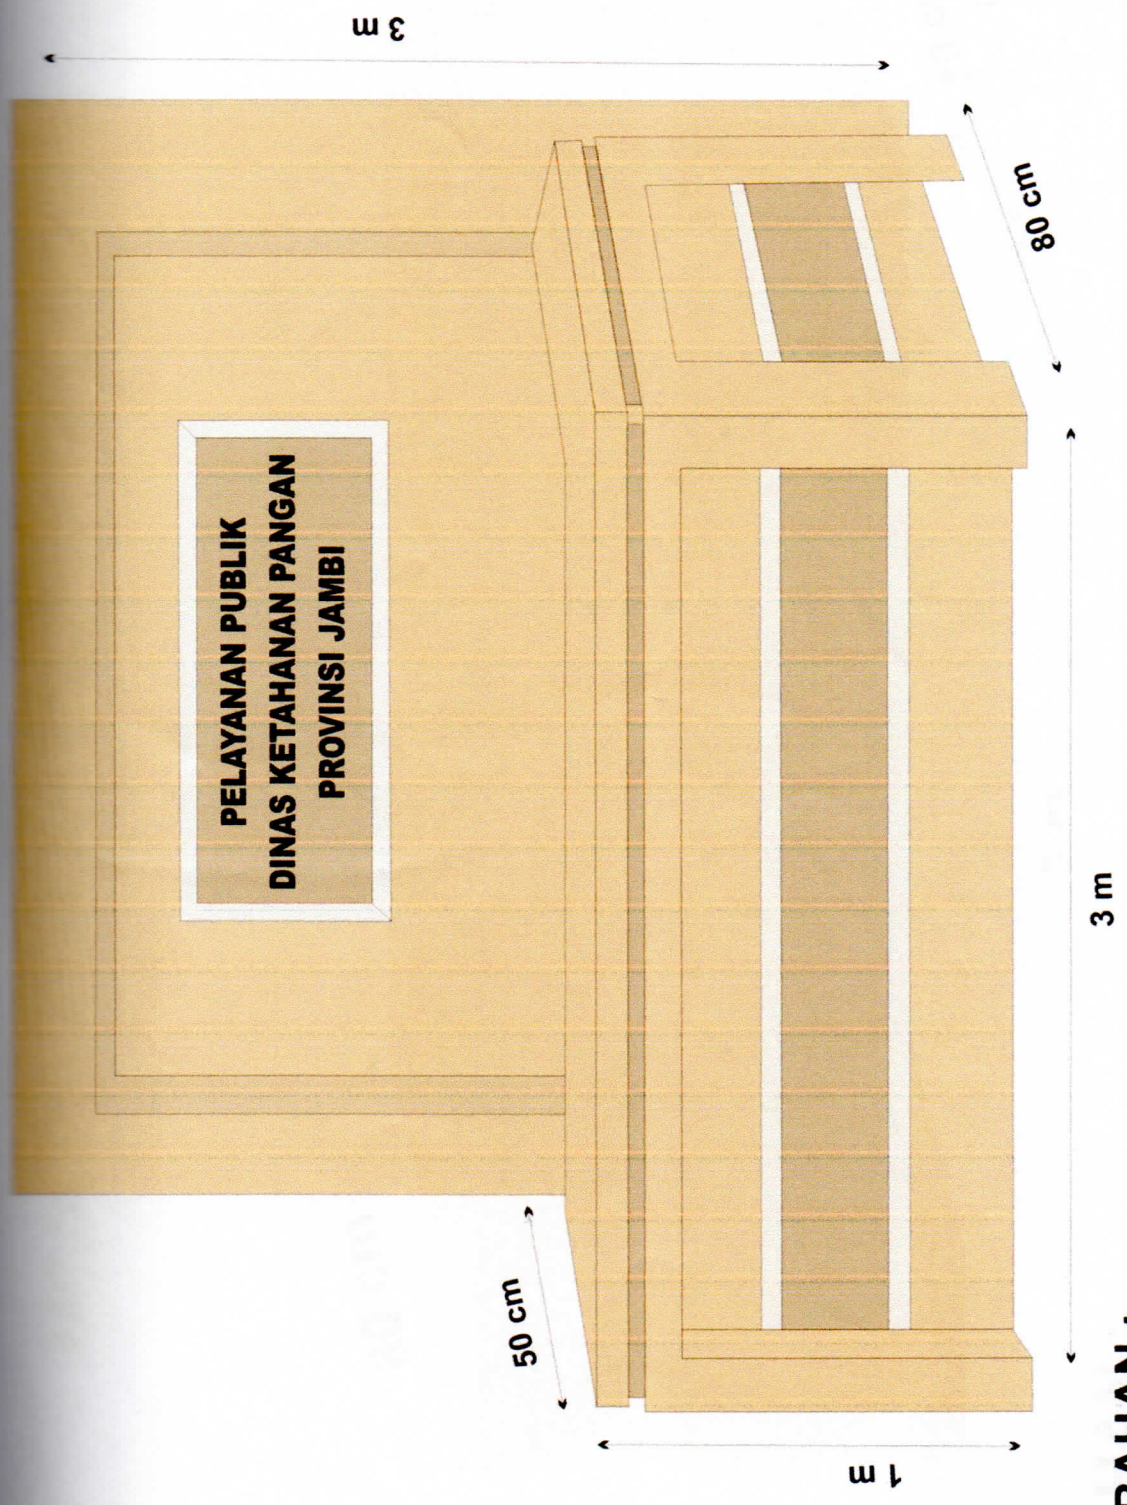 3 m
PELAYANAN PUBLIK
DINAS KETAHANAN PANGAN
PROVINSI JAMBI
80 cm
50 cm
1 m
3 m